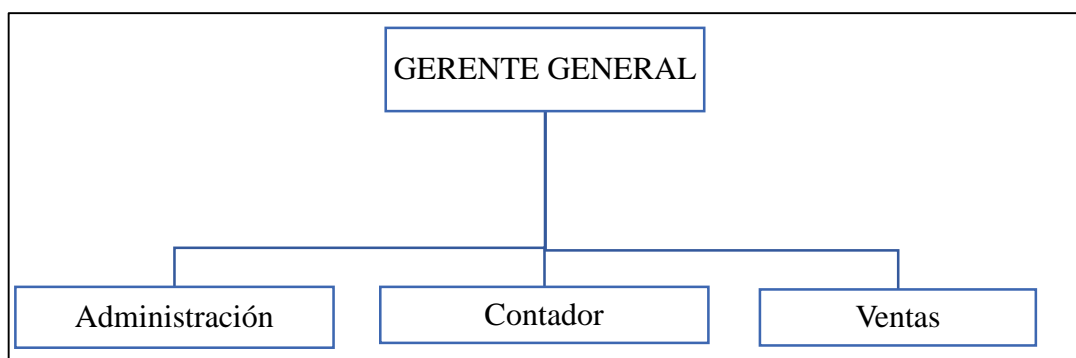 GERENTE GENERAL
Administración
Contador
Ventas